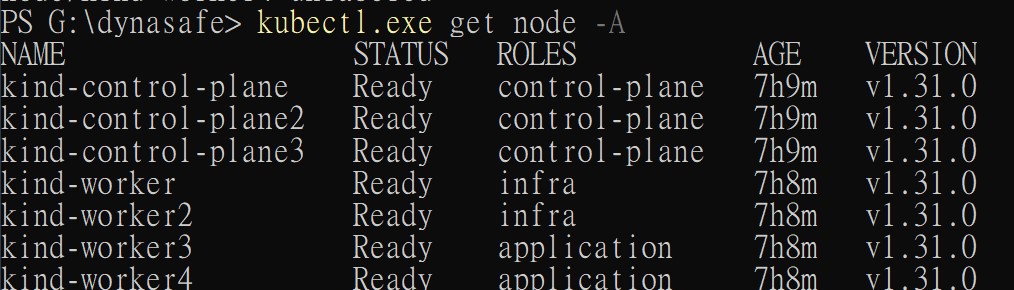 PS G:\dynasafe> kubectl.exe get node -A
NAME STATUS ROLES AGE VERSION
kind-control-plane Ready control-plane 7h9m v1.31.0
kind-control-plane2 Ready control-plane 7h9m v1.31.0
kind-control-plane3 Ready control-plane 7h9m v1.31.0
kind-worker Ready infra 7h8m v1.31.0
kind-worker2 Ready infra 7h8m v1.31.0
kind-worker3 Ready application 7h8m v1.31.0
kind-worker4 Ready application 7h8m v1.31.0